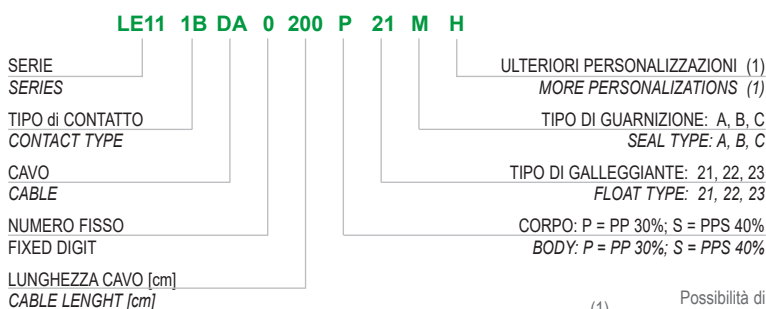 LE11 1B DA 0 200 P 21 M H
SERIE
SERIES
TIPO di CONTATTO
CONTACT TYPE
CAVO
CABLE
NUMERO FISSO
FIXED DIGIT
LUNGHEZZA CAVO [cm]
CABLE LENGHT [cm]
ULTERIORI PERSONALIZZAZIONI (1)
MORE PERSONALIZATIONS (1)
TIPO DI GUARNIZIONE: A, B, C
SEAL TYPE: A, B, C
TIPO DI GALLEGGIANTE: 21, 22, 23
FLOAT TYPE: 21, 22, 23
CORPO: P = PP 30%; S = PPS 40%
BODY: P = PP 30%; S = PPS 40%
(1) Possibilità di